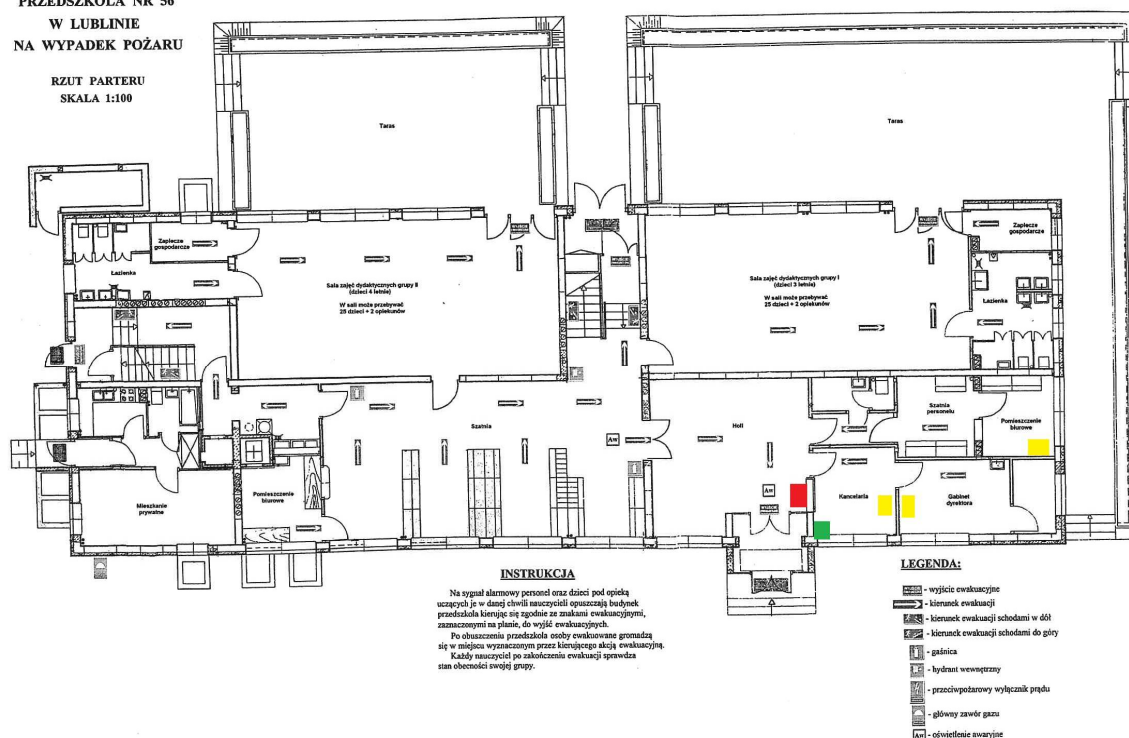 PRZEDSZKOLA NR 56
W LUBLINIE
NA WYPADEK POŻARU
RZUT PARTERU
SKALA 1:100
Taras
Taras
Zaplecze
gospodarcze
Łazienka
Sala zajęć dydaktycznych grupy II
(dzieci 4 letnie)
W sali może przebywać
25 dzieci + 2 opiekunów
Sala zajęć dydaktycznych grupy I
(dzieci 3 letnie)
W sali może przebywać
25 dzieci + 2 opiekunów
Zaplecze
gospodarcze
Łazienka
Szatnia
Aw
Holl
Szatnia
personelu
Pomieszczenie
biurowe
Mieszkanie
prywatne
Pomieszczenie
biurowe
Aw
Kancelaria
Gabinet
dyrektora
INSTRUKCJA
Na sygnał alarmowy personel oraz dzieci pod opieką
uczących je w danej chwili nauczycieli opuszczają budynek
przedszkola kierując się zgodnie ze znakami ewakuacyjnymi,
zaznaczonymi na planie, do wyjść ewakuacyjnych.
Po obuszczeniu przedszkola osoby ewakuowane gromadzą
się w miejscu wyznaczonym przez kierującego akcją ewakuacyjną.
Każdy nauczyciel po zakończeniu ewakuacji sprawdza
stan obecności swojej grupy.
LEGENDA:
- wyjście ewakuacyjne
- kierunek ewakuacji
- kierunek ewakuacji schodami w dół
- kierunek ewakuacji schodami do góry
- gaśnica
- hydrant wewnętrzny
- przeciwpożarowy wyłącznik prądu
- główny zawór gazu
Aw - oświetlenie awaryjne